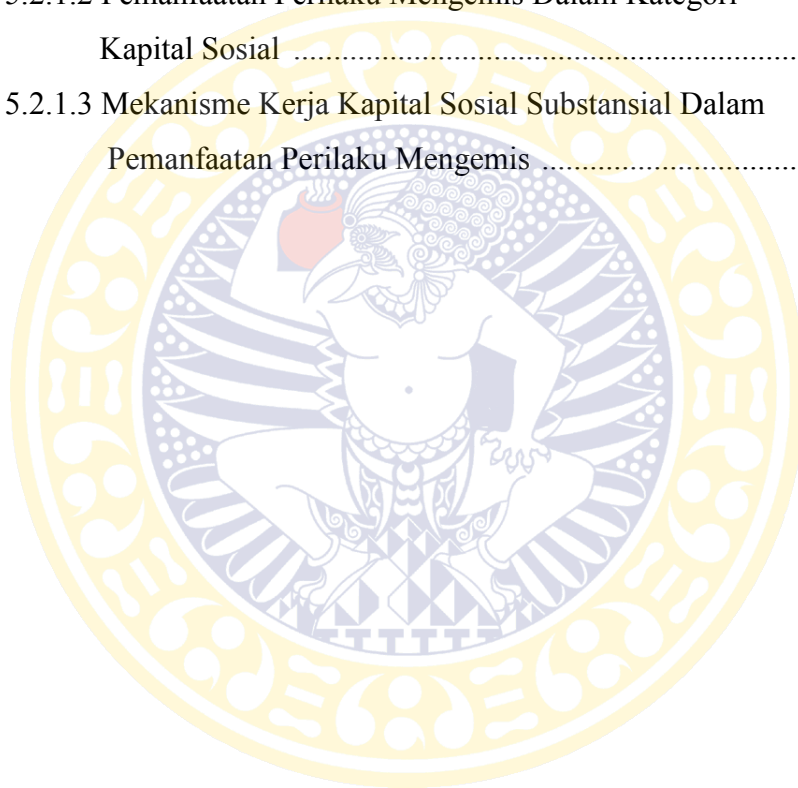 5.2.1.2 Pemanfaatan Perilaku Mengemis Dalam Kategori
Kapital Sosial ......................................................
5.2.1.3 Mekanisme Kerja Kapital Sosial Substansial Dalam
Pemanfaatan Perilaku Mengemis ............................